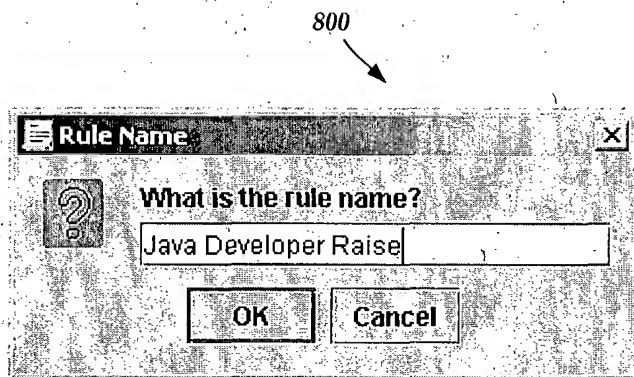 800
Rule Name
What is the rule name?
Java Developer Raise
OK
Cancel